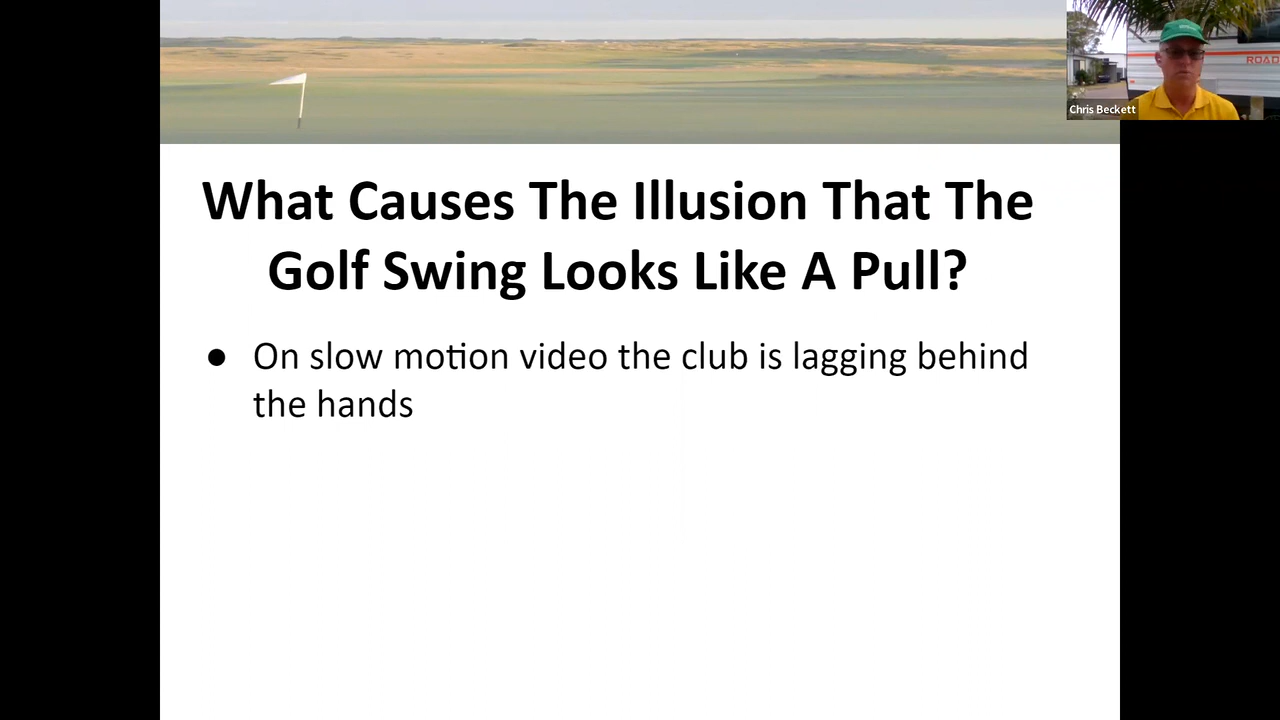 ROAD
Chris Beckett
What Causes The Illusion That The
Golf Swing Looks Like A Pull?
● On slow motion video the club is lagging behind
the hands